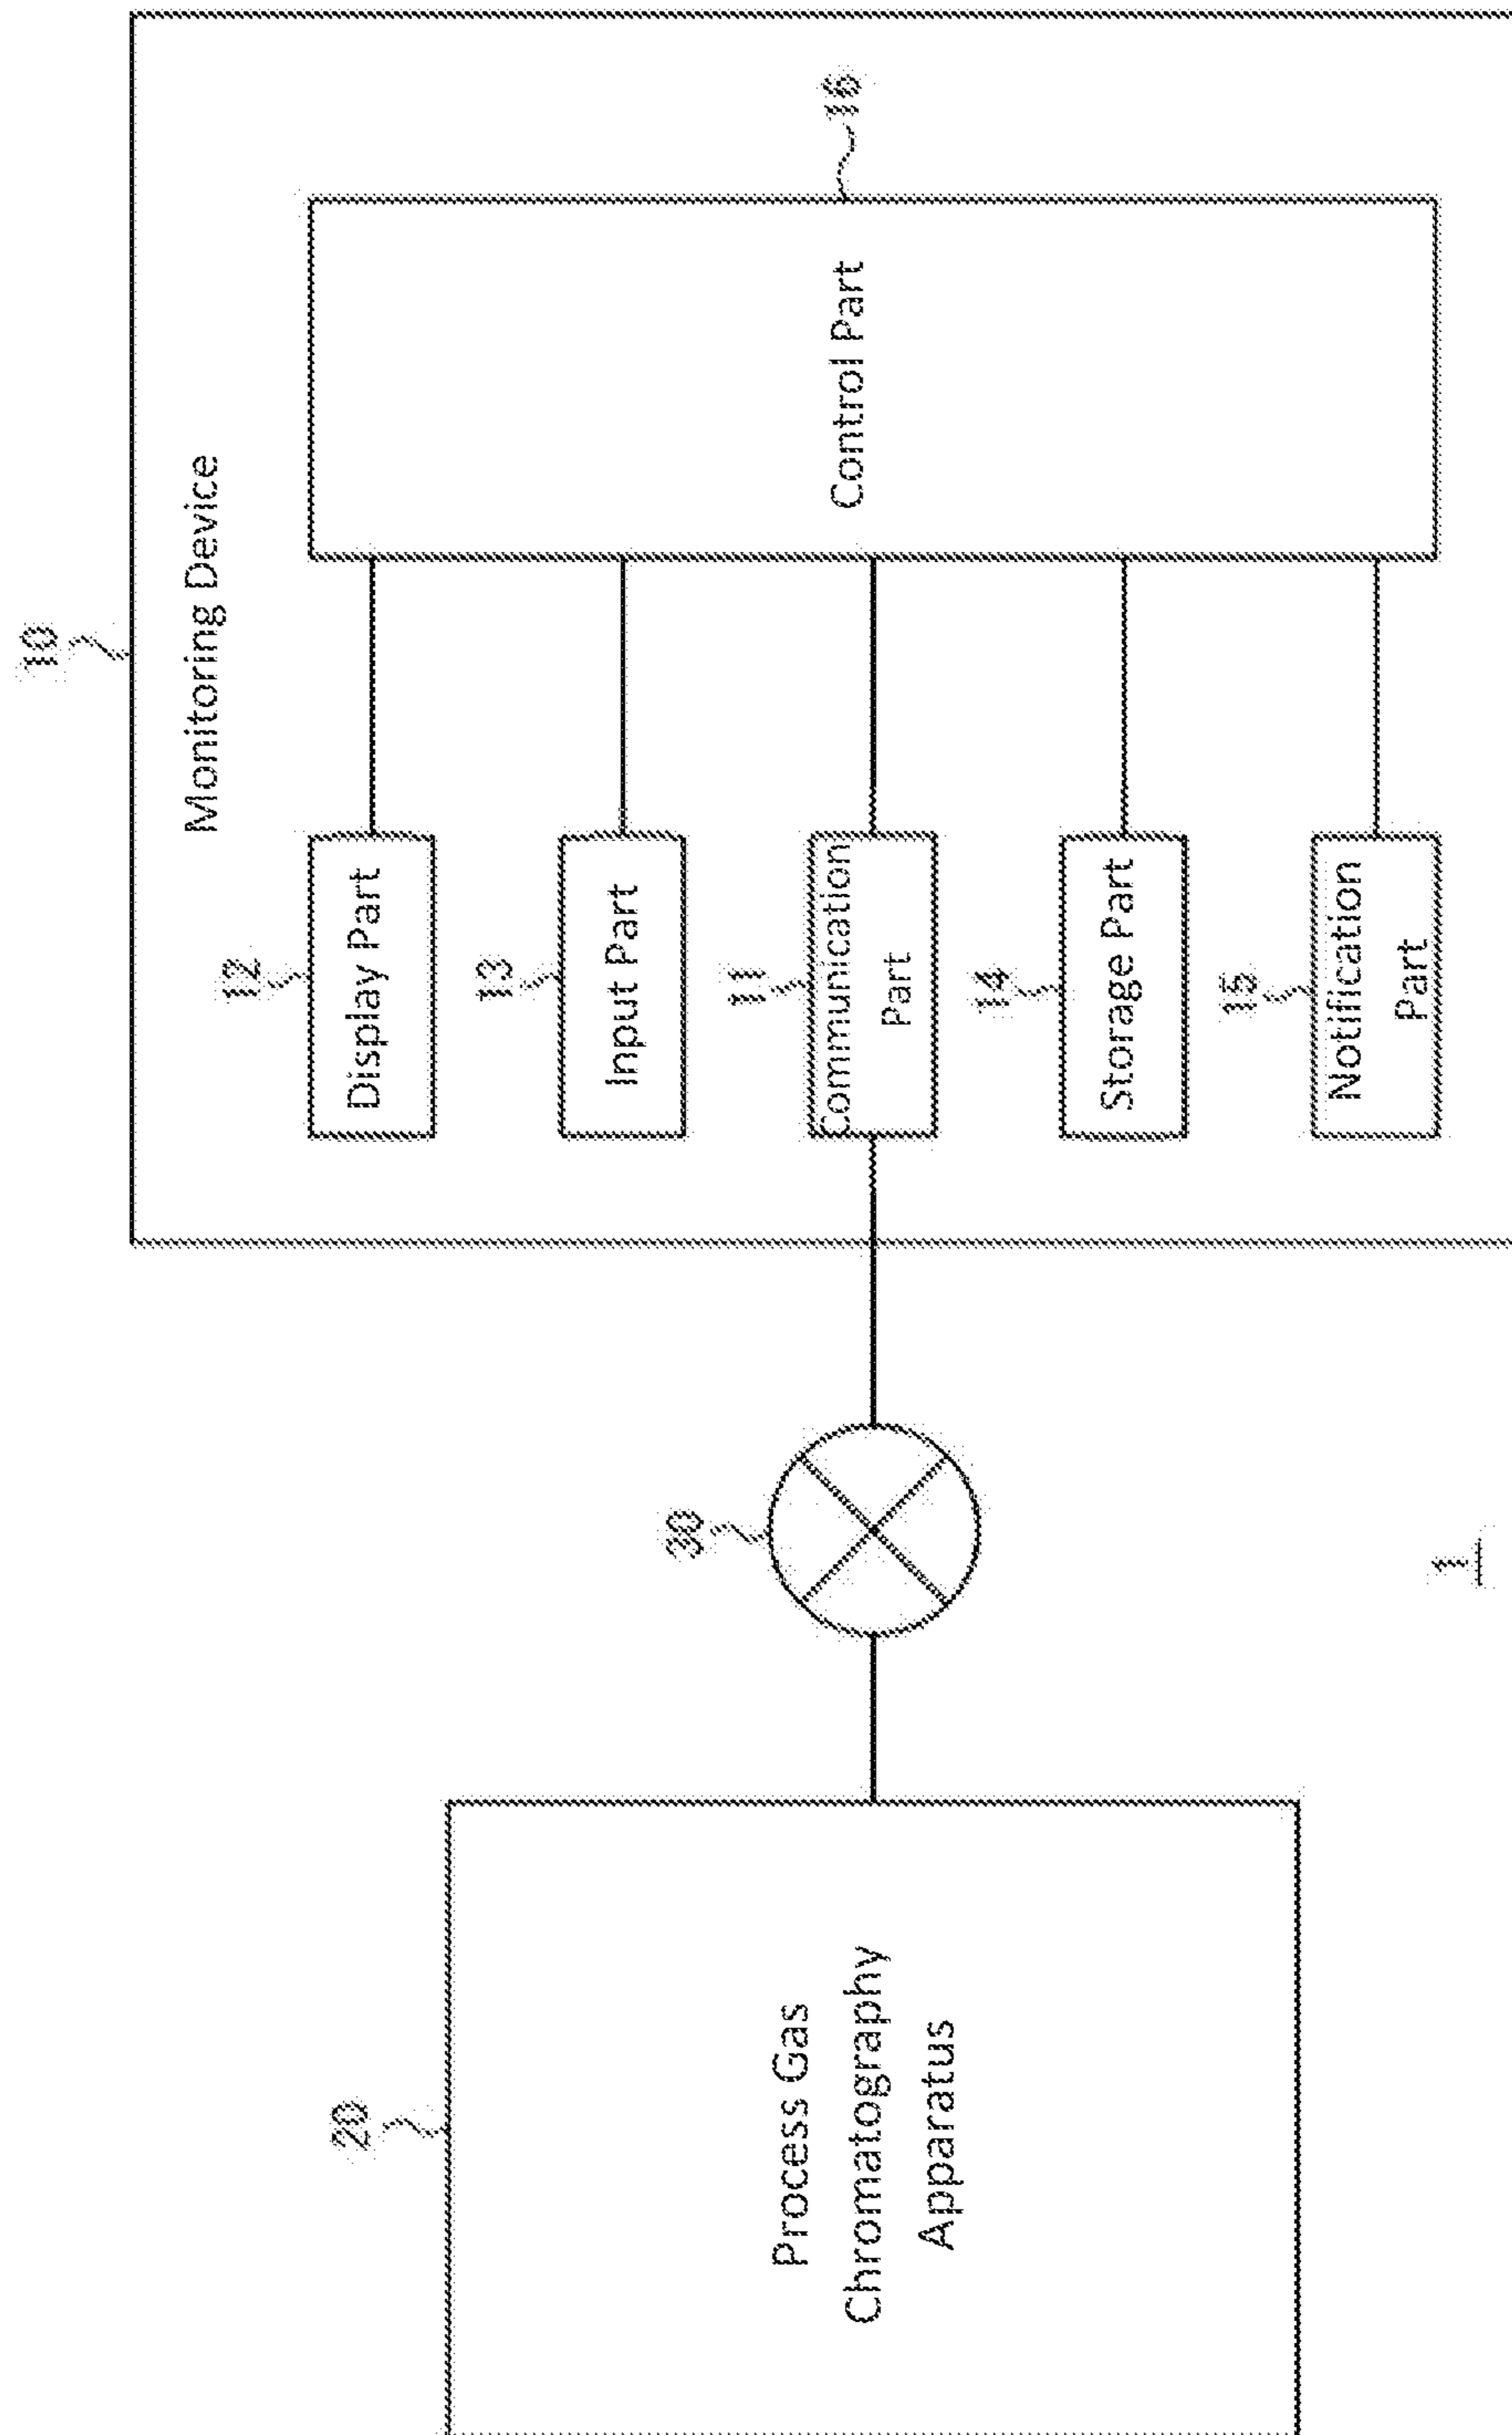 10
Monitoring Device
20
Process Gas
Chromatography
Apparatus
30
12
Display Part
13
Input Part
11
Communication
Part
14
Storage Part
15
Notification
Part
Control Part
16
1